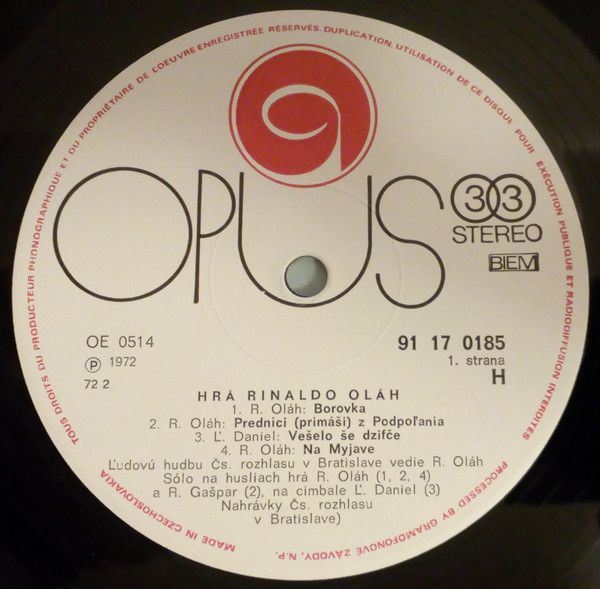 TOUS DROITS DU PRODUCTEUR PHONOGRAPHIQUE ET DU PROPRIÉTAIRE DE L'OEUVRE ENREGISTRÉE RÉSERVÉS DUPLICATION, UTILISATION DE CE DISQUE POUR EXÉCUTION PUBLIQUE ET RADIODIFFUSION INTERDITES
OPUS
33
STEREO
BIEM
OE 0514
91 17 0185
Ⓟ 1972
1. strana
72 2
H
HRÁ RINALDO OLÁH
1. R. Oláh: Borovka
2. R. Oláh: Predníci (primáši) z Podpoľania
3. Ľ. Daniel: Vešelo še dzifče
4. R. Oláh: Na Myjave
Ľudovú hudbu Čs. rozhlasu v Bratislave vedie R. Oláh
Sólo na husliach hrá R. Oláh (1, 2, 4)
a R. Gašpar (2), na cimbale Ľ. Daniel (3)
Nahrávky Čs. rozhlasu
v Bratislave)
MADE IN CZECHOSLOVAKIA
PROCESSED BY GRAMOFONOVÉ ZÁVODY, N.P.